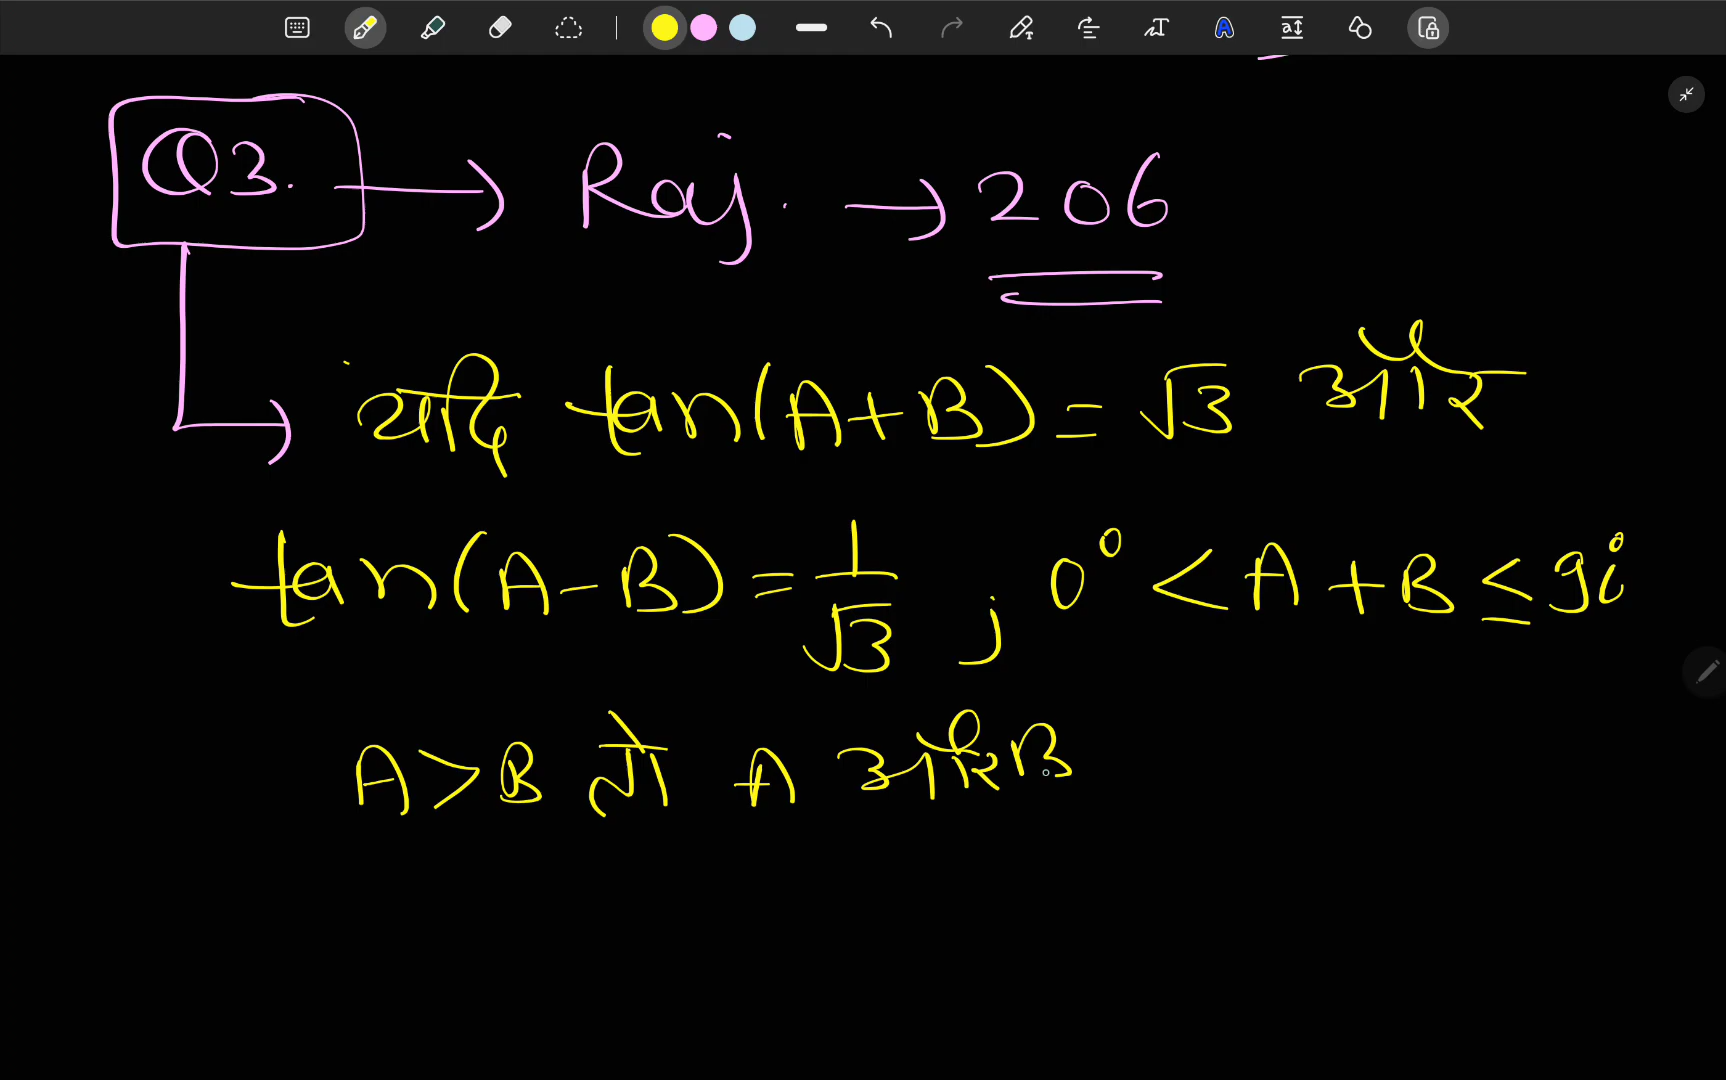 Q3. → Raj. → 206
यदि tan(A+B) = √3 और
tan(A-B) = 1/√3 ; 0° < A + B ≤ 90°
A > B तो A और B